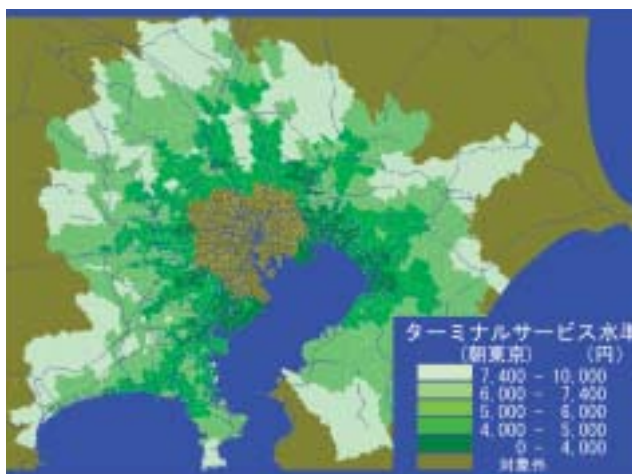 ターミナルサービス水準
(朝東京) (円)
7,400 - 10,000
6,000 - 7,400
5,000 - 6,000
4,000 - 5,000
0 - 4,000
対象外